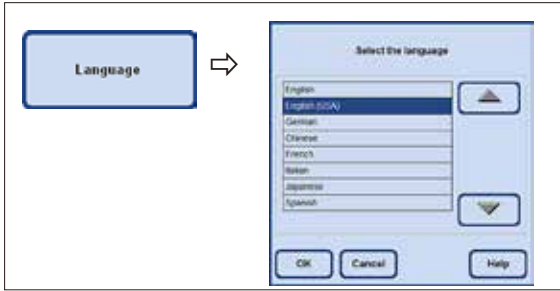 Language
Select the language
English
English (USA)
German
Chinese
French
Italian
Japanese
Spanish
OK
Cancel
Help